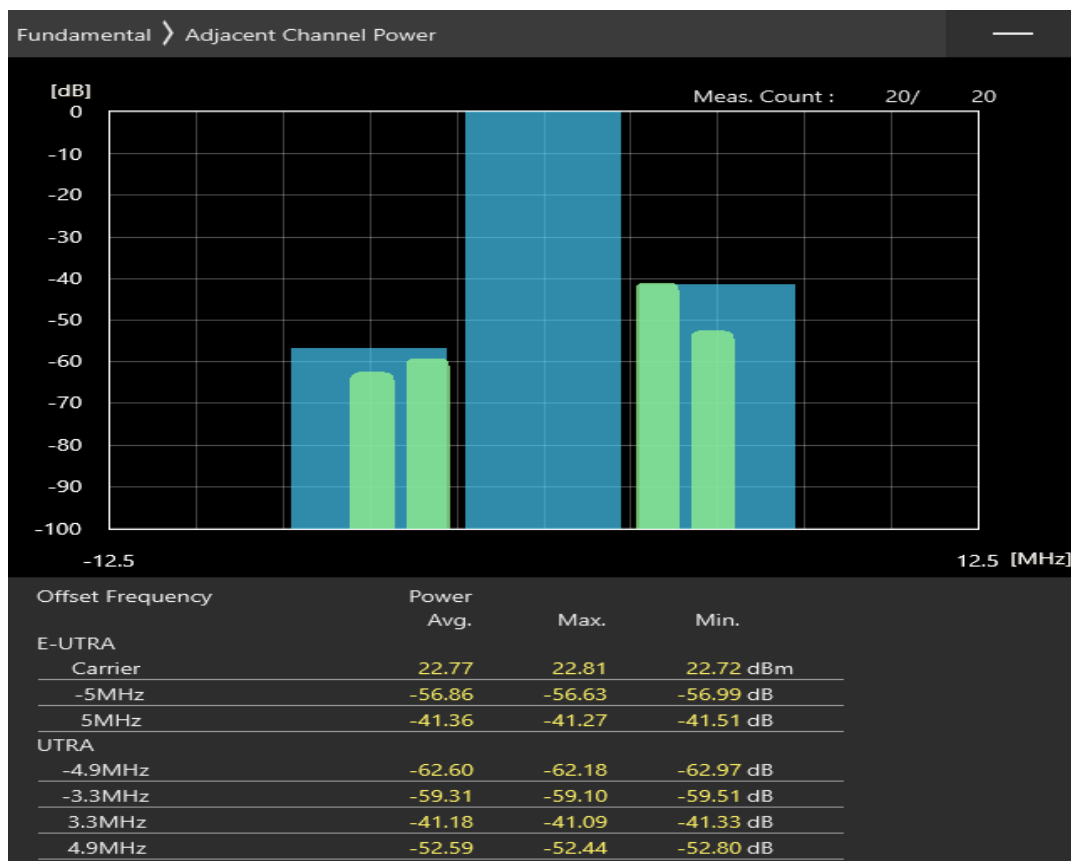 Fundamental ❯ Adjacent Channel Power
[dB]
Meas. Count : 20/ 20
0
-10
-20
-30
-40
-50
-60
-70
-80
-90
-100
-12.5 12.5 [MHz]
Offset Frequency Power
Avg. Max. Min.
E-UTRA
Carrier 22.77 22.81 22.72 dBm
-5MHz -56.86 -56.63 -56.99 dB
5MHz -41.36 -41.27 -41.51 dB
UTRA
-4.9MHz -62.60 -62.18 -62.97 dB
-3.3MHz -59.31 -59.10 -59.51 dB
3.3MHz -41.18 -41.09 -41.33 dB
4.9MHz -52.59 -52.44 -52.80 dB